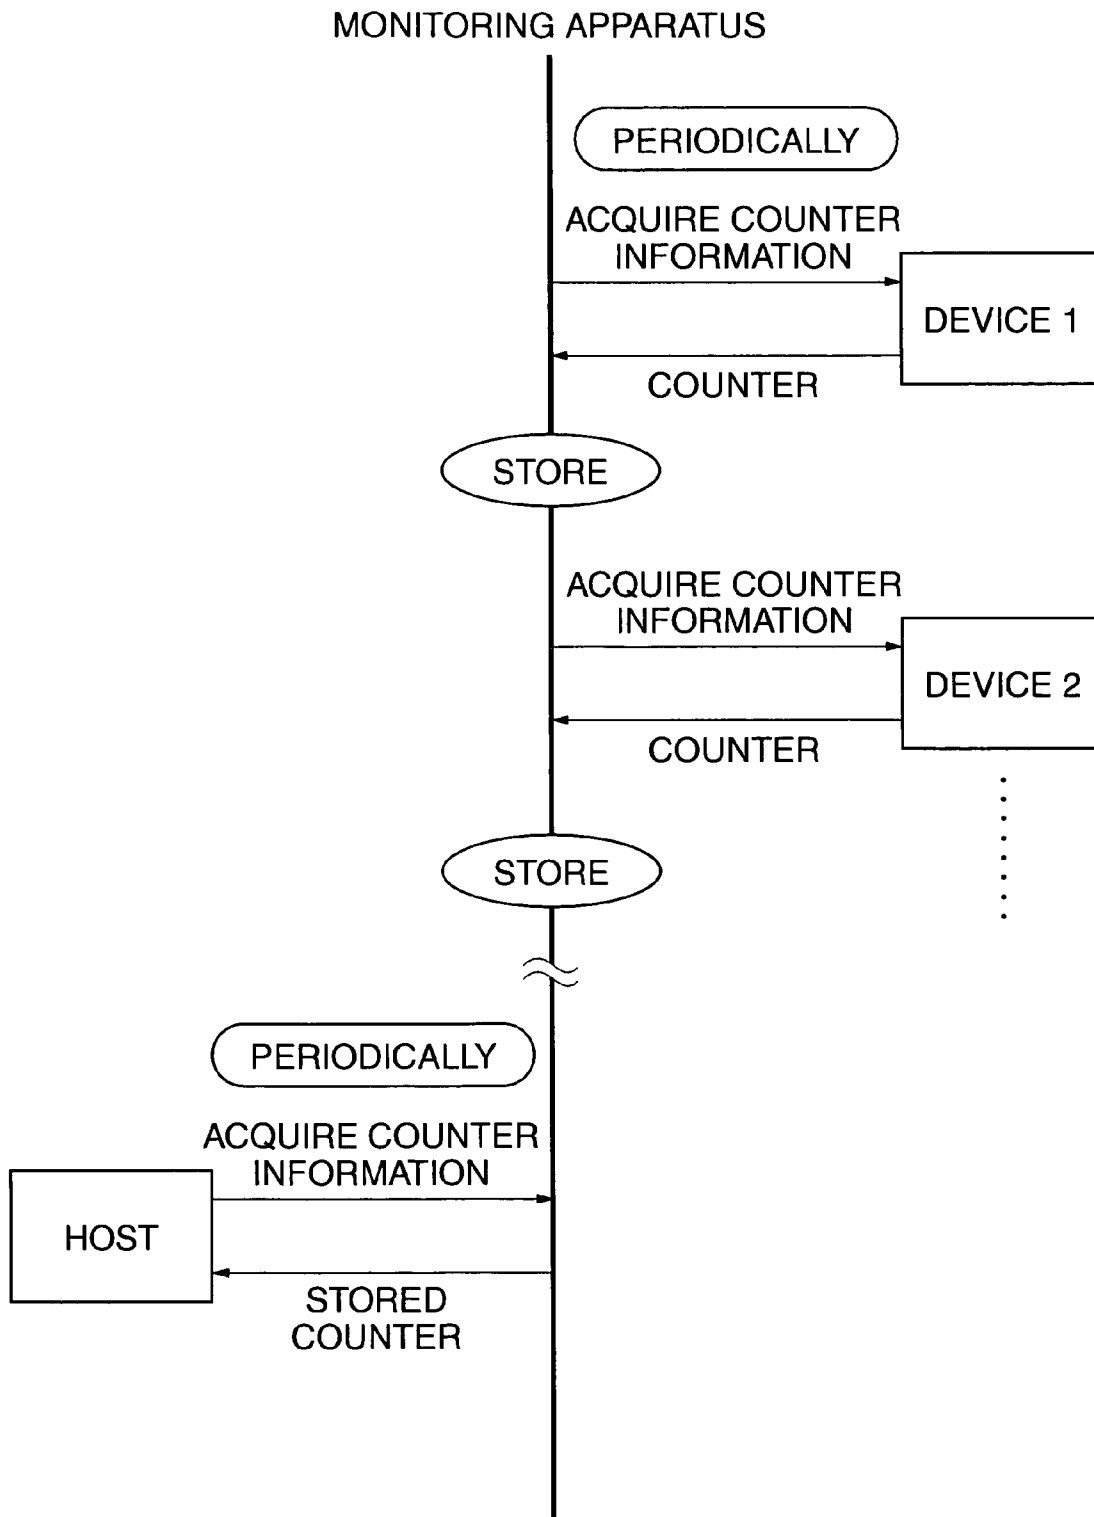 MONITORING APPARATUS
PERIODICALLY
ACQUIRE COUNTER
INFORMATION
DEVICE 1
COUNTER
STORE
ACQUIRE COUNTER
INFORMATION
DEVICE 2
COUNTER
STORE
PERIODICALLY
ACQUIRE COUNTER
INFORMATION
HOST
STORED
COUNTER